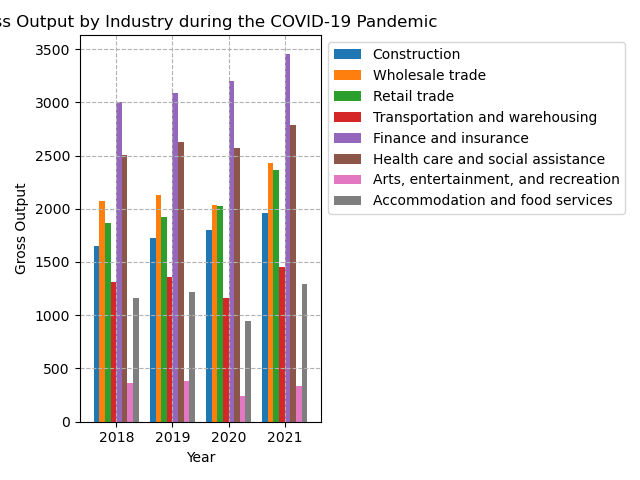 Output by Industry during the COVID-19 Pandemic
3500
3000
2500
2000
1500
1000
500
0
Gross Output
2018 2019 2020 2021
Year
Construction
Wholesale trade
Retail trade
Transportation and warehousing
Finance and insurance
Health care and social assistance
Arts, entertainment, and recreation
Accommodation and food services